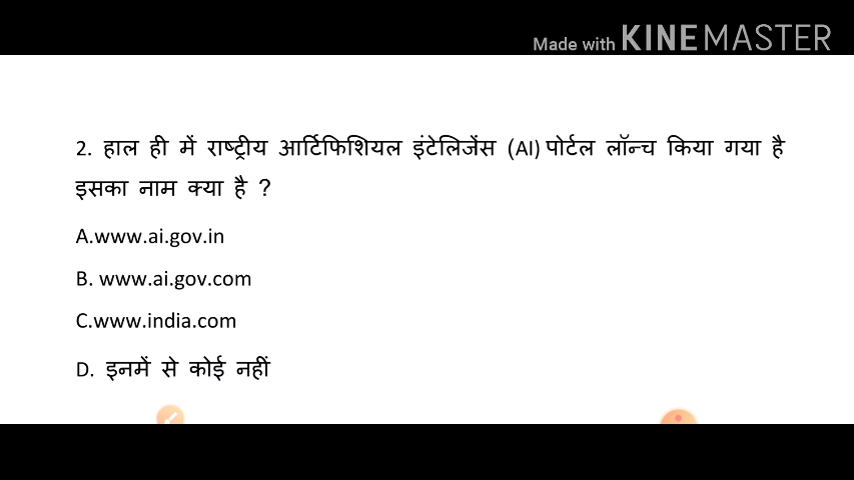 Made with KINEMASTER
2. हाल ही में राष्ट्रीय आर्टिफिशियल इंटेलिजेंस (AI) पोर्टल लॉन्च किया गया है
इसका नाम क्या है ?
A.www.ai.gov.in
B. www.ai.gov.com
C.www.india.com
D. इनमें से कोई नहीं